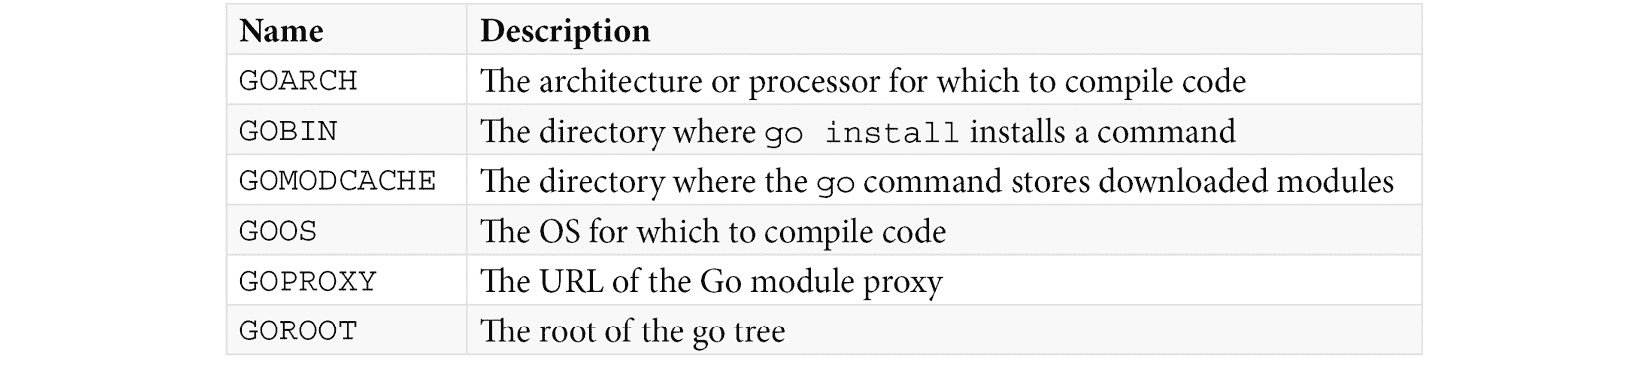 Name Description
GOARCH The architecture or processor for which to compile code
GOBIN The directory where go install installs a command
GOMODCACHE The directory where the go command stores downloaded modules
GOOS The OS for which to compile code
GOPROXY The URL of the Go module proxy
GOROOT The root of the go tree